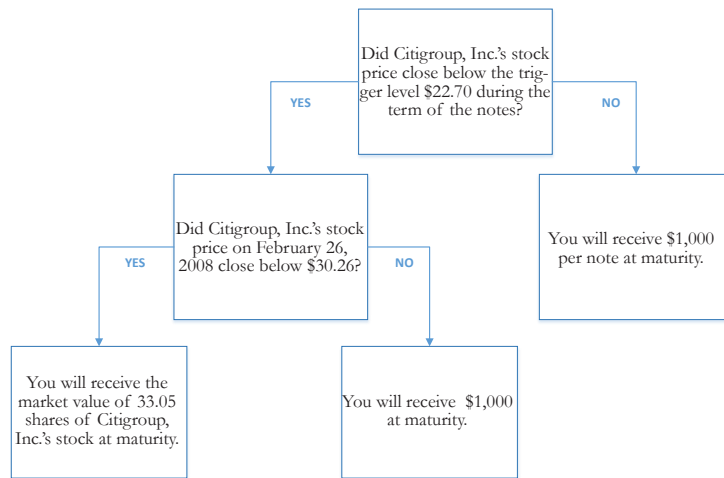 Did Citigroup, Inc.'s stock
price close below the trig-
ger level $22.70 during the
term of the notes?
YES
NO
Did Citigroup, Inc.'s stock
price on February 26,
2008 close below $30.26?
You will receive $1,000
per note at maturity.
YES
NO
You will receive the
market value of 33.05
shares of Citigroup,
Inc.'s stock at maturity.
You will receive $1,000
at maturity.